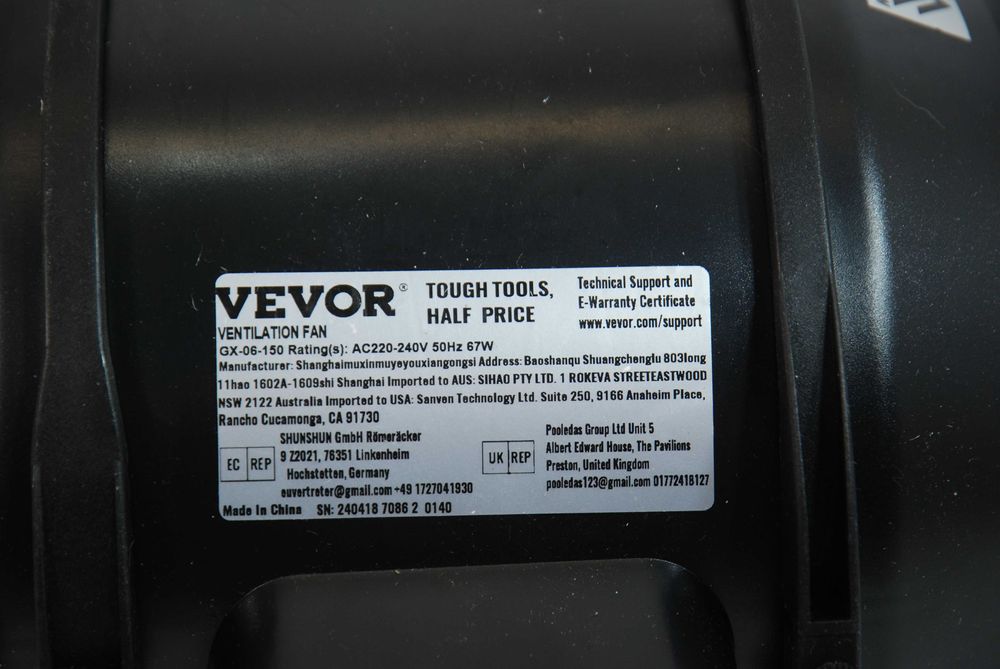 VEVOR®
TOUGH TOOLS,
HALF PRICE
Technical Support and
E-Warranty Certificate
www.vevor.com/support
VENTILATION FAN
GX-06-150 Rating(s): AC220-240V 50Hz 67W
Manufacturer: Shanghaimuxinmuyeyouxiangongsi Address: Baoshanqu Shuangchenglu 803long
11hao 1602A-1609shi Shanghai Imported to AUS: SIHAO PTY LTD. 1 ROKEVA STREETEASTWOOD
NSW 2122 Australia Imported to USA: Sanven Technology Ltd. Suite 250, 9166 Anaheim Place,
Rancho Cucamonga, CA 91730
EC REP
SHUNSHUN GmbH Römeräcker
9 Z2021, 76351 Linkenheim
Hochstetten, Germany
euvertreter@gmail.com +49 1727041930
UK REP
Pooledas Group Ltd Unit 5
Albert Edward House, The Pavilions
Preston, United Kingdom
pooledas123@gmail.com 01772418127
Made In China SN: 240418 7086 2 0140